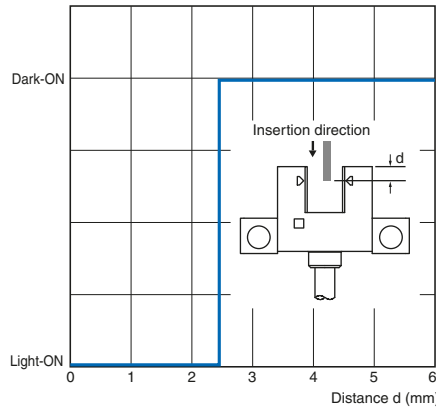 Dark-ON
Insertion direction
d
Light-ON
0 1 2 3 4 5 6
Distance d (mm)